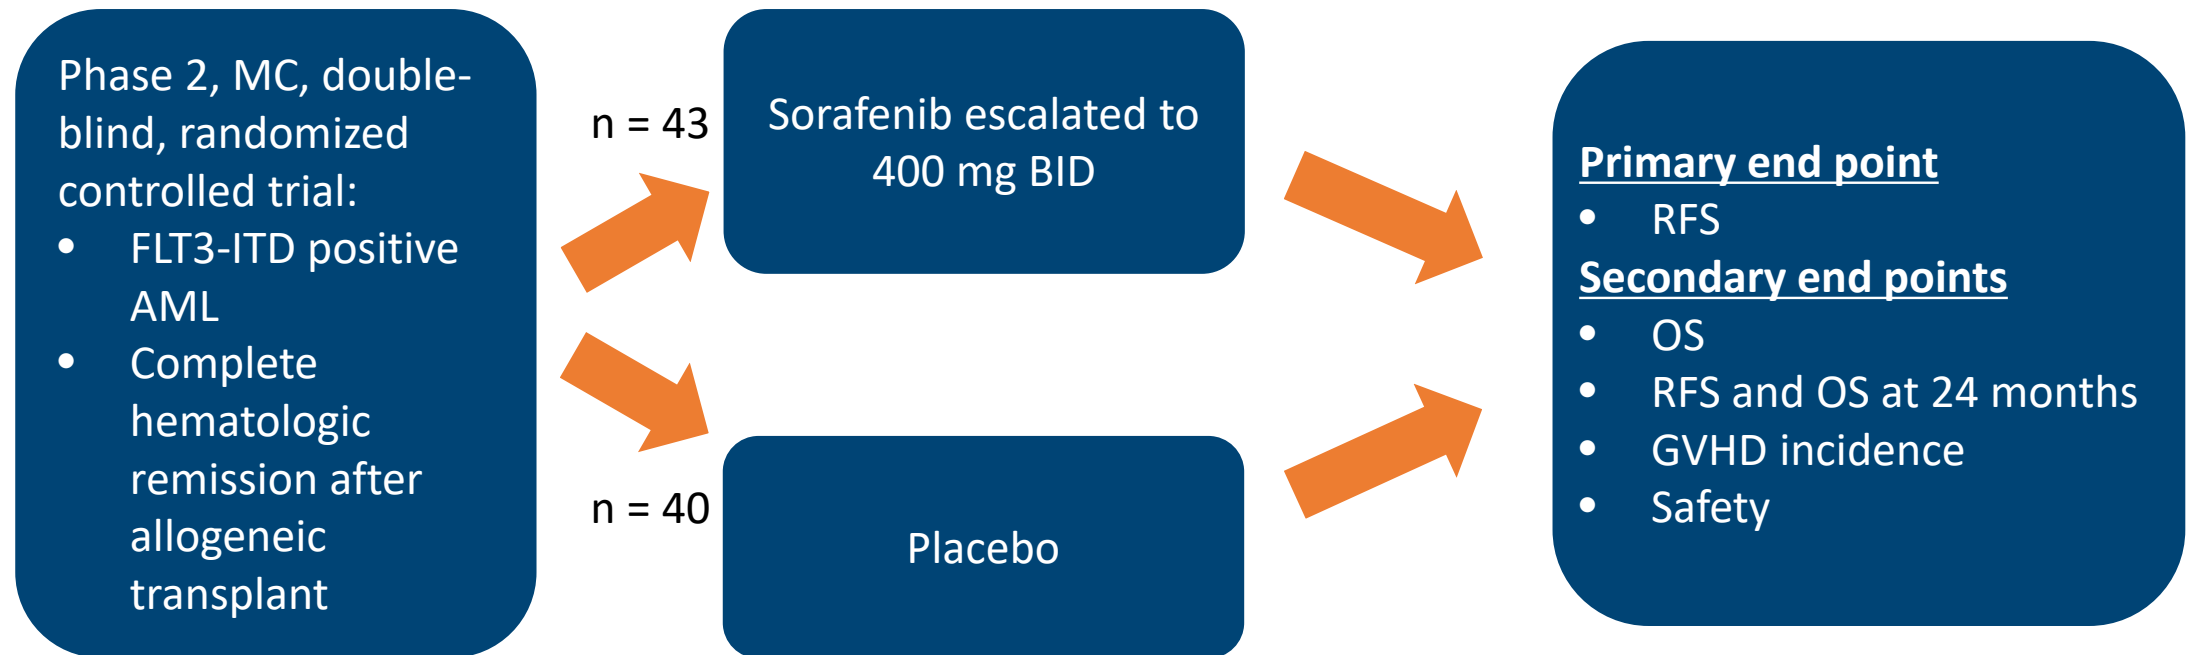 Phase 2, MC, double-
blind, randomized
controlled trial:
• FLT3-ITD positive
AML
• Complete
hematologic
remission after
allogeneic
transplant
n = 43
Sorafenib escalated to
400 mg BID
n = 40
Placebo
Primary end point
• RFS
Secondary end points
• OS
• RFS and OS at 24 months
• GVHD incidence
• Safety